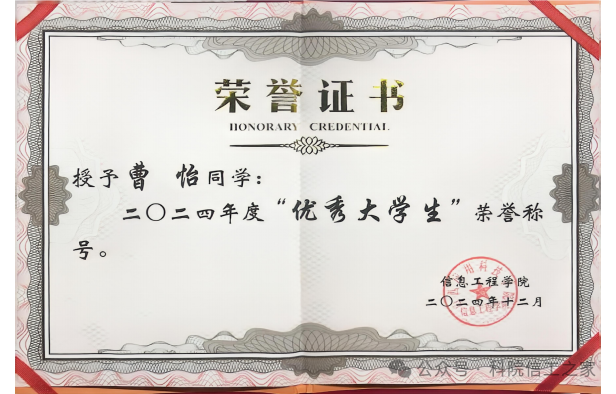 荣誉证书
HONORARY CREDENTIAL
授予曹 怡同学：
二〇二四年度“优秀大学生”荣誉称
号。
信息工程学院
二〇二四年十二月
公众号·科院信工之家